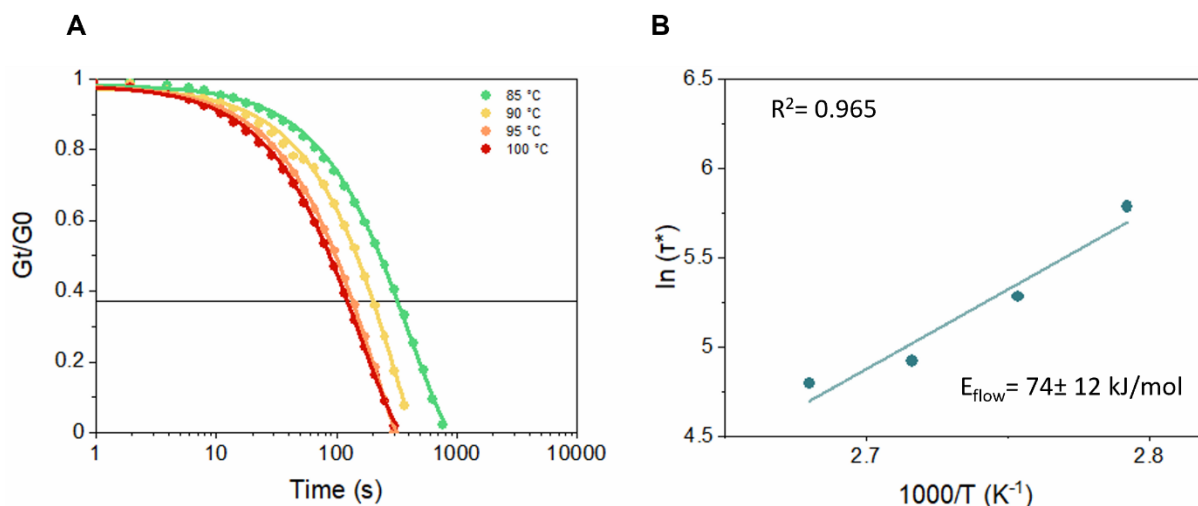 A
B
Gt/G0
1
0.8
0.6
0.4
0.2
0
85 °C
90 °C
95 °C
100 °C
1
10
100
1000
10000
Time (s)
ln (τ*)
6.5
6
5.5
5
4.5
R²= 0.965
E_flow= 74± 12 kJ/mol
2.7
2.8
1000/T (K⁻¹)